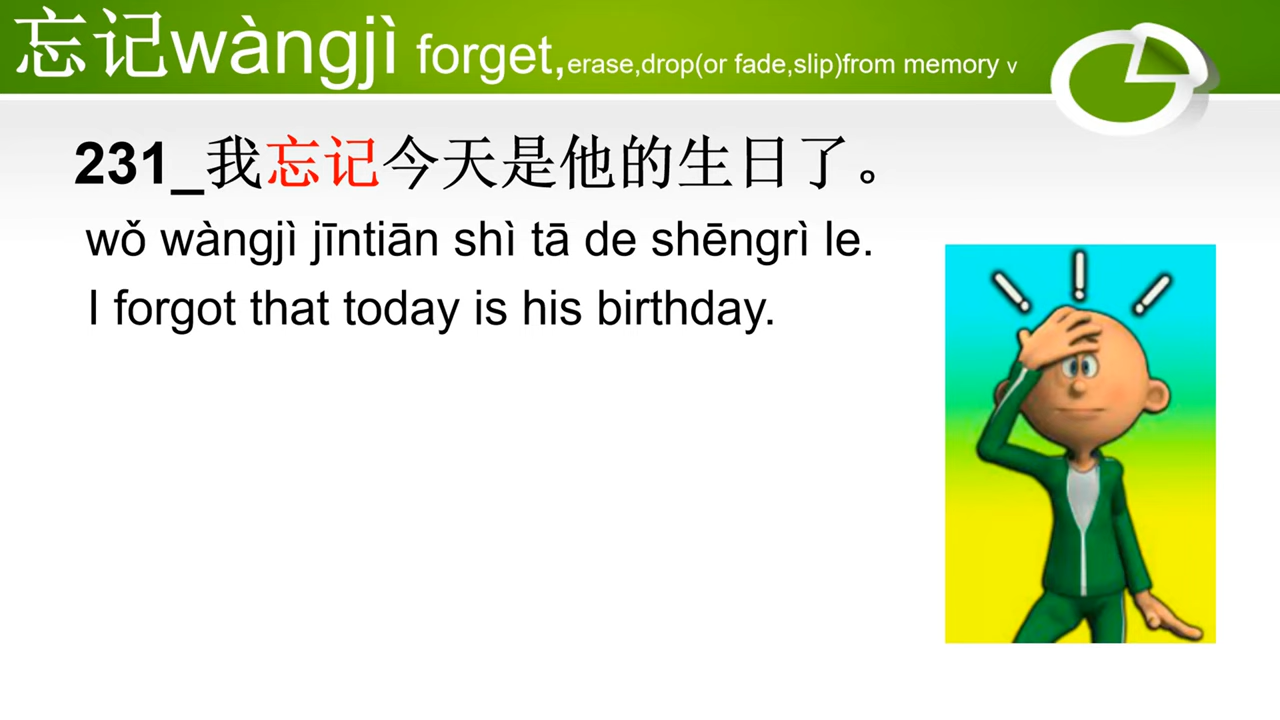 忘记wàngjì forget,erase,drop(or fade,slip)from memory v
231_我忘记今天是他的生日了。
wǒ wàngjì jīntiān shì tā de shēngrì le.
I forgot that today is his birthday.